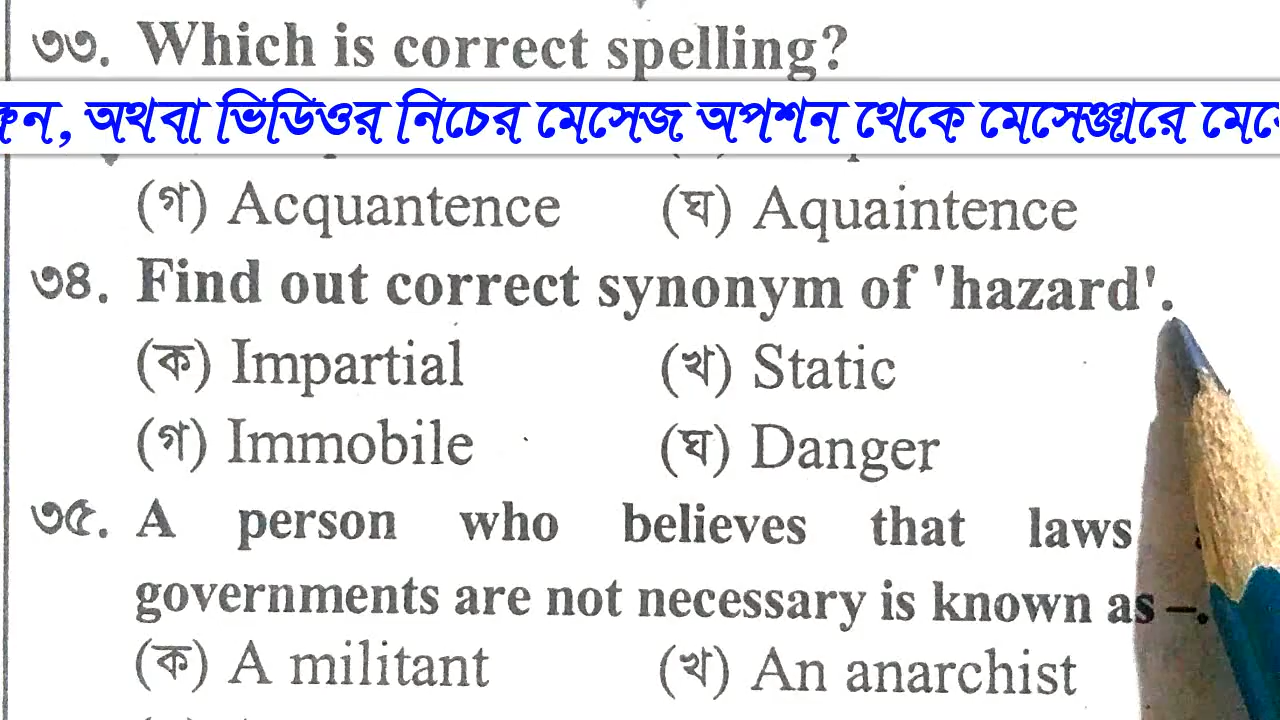 ৩৩. Which is correct spelling?
, অথবা ভিডিওর নিচের মেসেজ অপশন থেকে মেসেঞ্জারে
(গ) Acquantence (ঘ) Aquaintence
৩৪. Find out correct synonym of 'hazard'.
(ক) Impartial (খ) Static
(গ) Immobile (ঘ) Danger
৩৫. A person who believes that laws
governments are not necessary is known as –.
(ক) A militant (খ) An anarchist